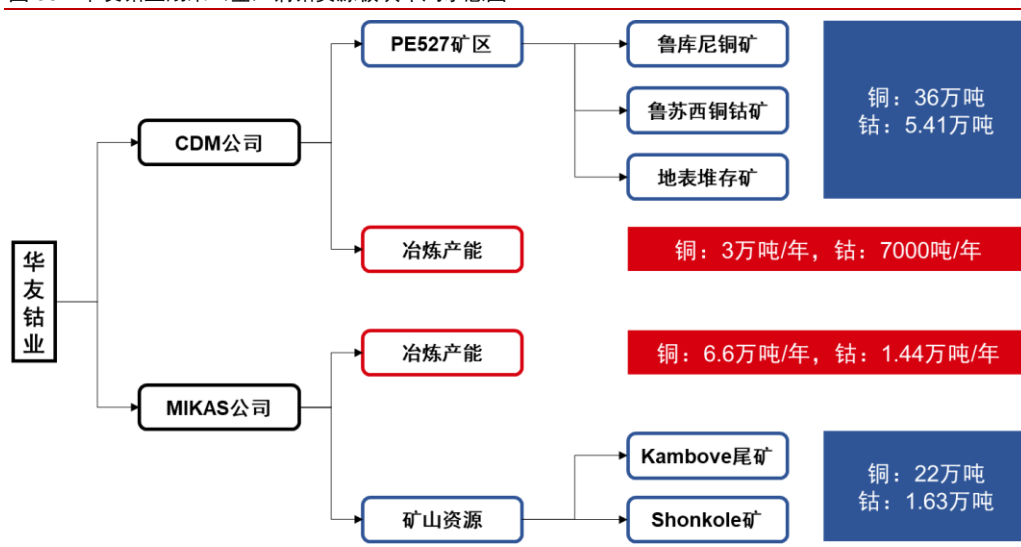 PE527矿区
鲁库尼铜矿
鲁苏西铜钴矿
地表堆存矿
铜：36万吨
钴：5.41万吨
CDM公司
冶炼产能
铜：3万吨/年，钴：7000吨/年
华
友
钴
业
冶炼产能
铜：6.6万吨/年，钴：1.44万吨/年
MIKAS公司
Kambove尾矿
矿山资源
Shonkole矿
铜：22万吨
钴：1.63万吨